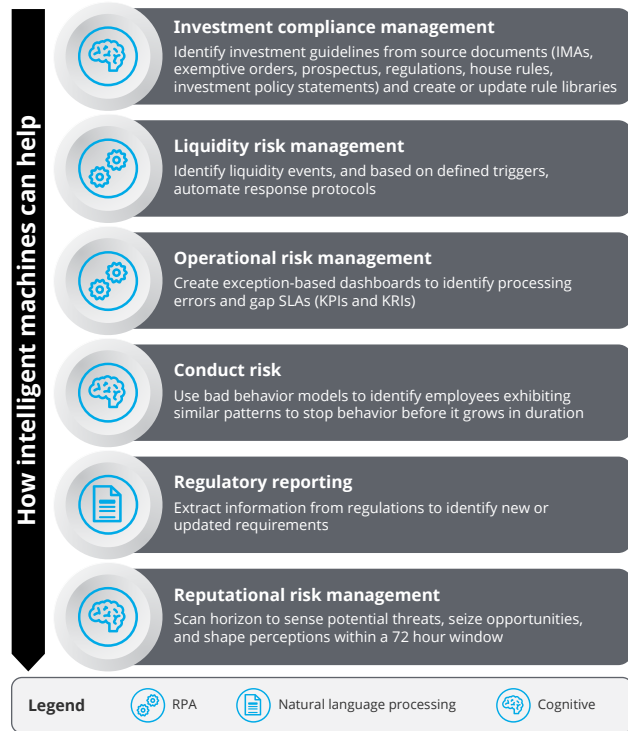 How intelligent machines can help
Investment compliance management
Identify investment guidelines from source documents (IMAs,
exemptive orders, prospectus, regulations, house rules,
investment policy statements) and create or update rule libraries
Liquidity risk management
Identify liquidity events, and based on defined triggers,
automate response protocols
Operational risk management
Create exception-based dashboards to identify processing
errors and gap SLAs (KPIs and KRIs)
Conduct risk
Use bad behavior models to identify employees exhibiting
similar patterns to stop behavior before it grows in duration
Regulatory reporting
Extract information from regulations to identify new or
updated requirements
Reputational risk management
Scan horizon to sense potential threats, seize opportunities,
and shape perceptions within a 72 hour window
Legend RPA Natural language processing Cognitive